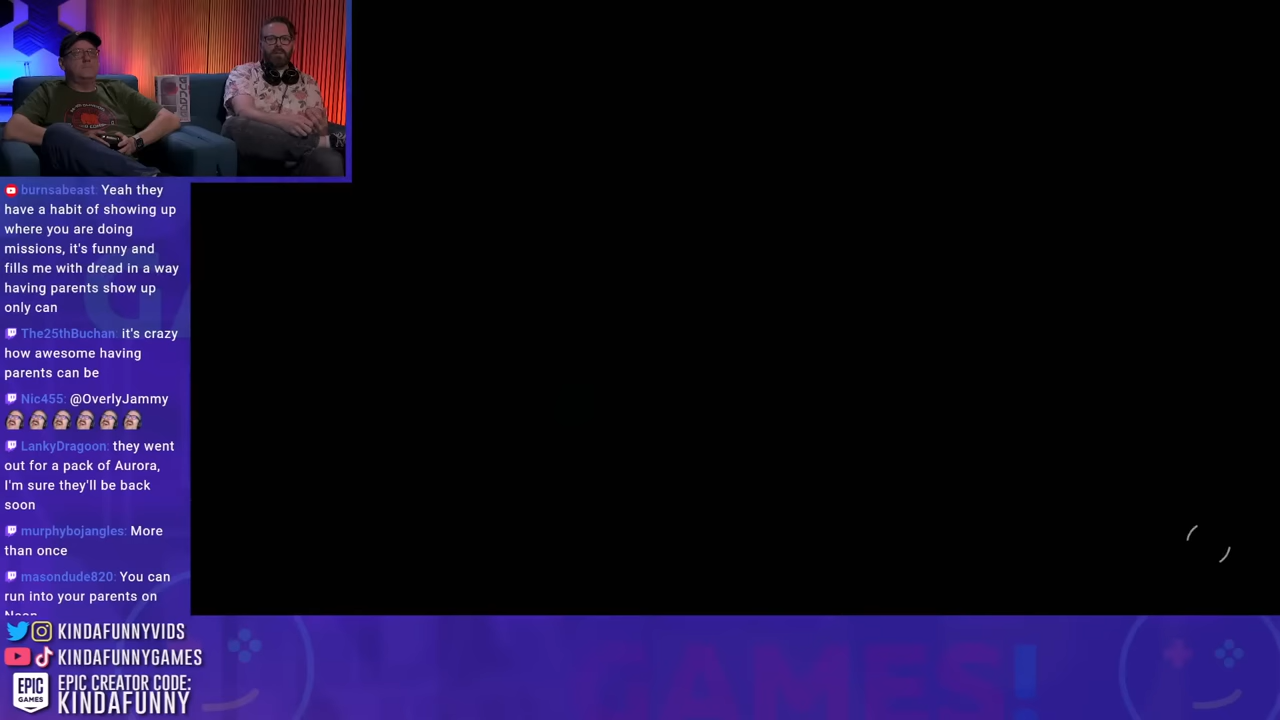 burnsabeast: Yeah they
have a habit of showing up
where you are doing
missions, it's funny and
fills me with dread in a way
having parents show up
only can
The25thBuchan: it's crazy
how awesome having
parents can be
Nic455: @OverlyJammy
LankyDragoon: they went
out for a pack of Aurora,
I'm sure they'll be back
soon
murphybojangles: More
than once
masondude820: You can
run into your parents on
KINDAFUNNYVIDS
KINDAFUNNYGAMES
EPIC GAMES
EPIC CREATOR CODE:
KINDAFUNNY
GAMES!